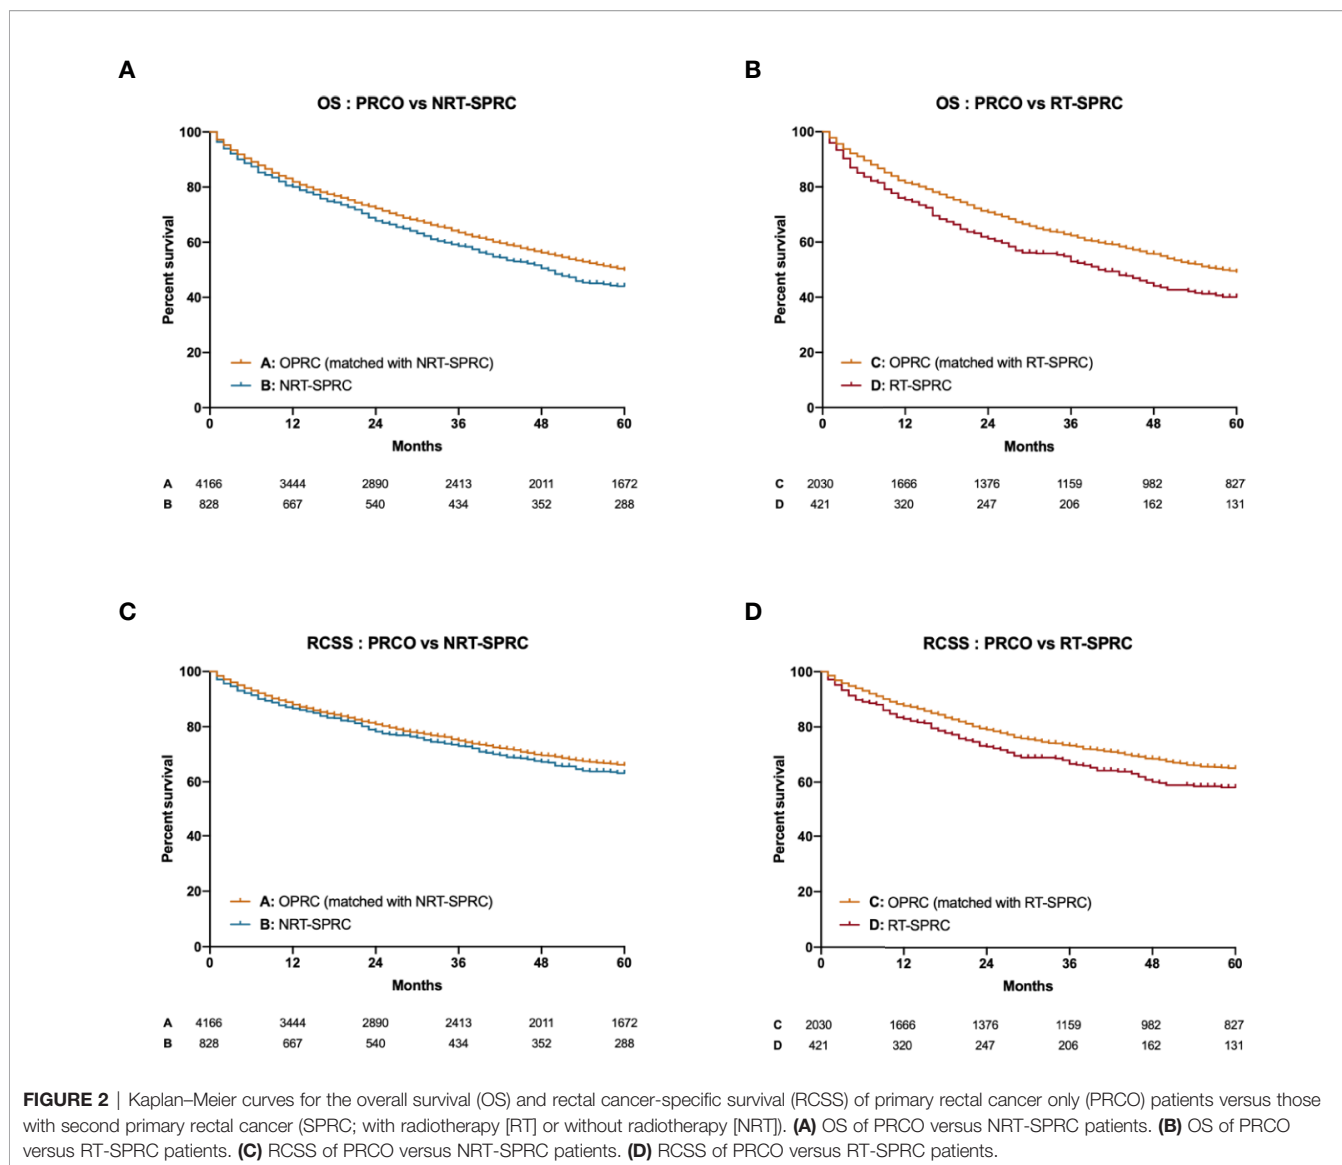 A
OS : PRCO vs NRT-SPRC
100
80
60
40
20
0
Percent survival
A: OPRC (matched with NRT-SPRC)
B: NRT-SPRC
0 12 24 36 48 60
Months
A 4166 3444 2890 2413 2011 1672
B 828 667 540 434 352 288
B
OS : PRCO vs RT-SPRC
100
80
60
40
20
0
Percent survival
C: OPRC (matched with RT-SPRC)
D: RT-SPRC
0 12 24 36 48 60
Months
C 2030 1666 1376 1159 982 827
D 421 320 247 206 162 131
C
RCSS : PRCO vs NRT-SPRC
100
80
60
40
20
0
Percent survival
A: OPRC (matched with NRT-SPRC)
B: NRT-SPRC
0 12 24 36 48 60
Months
A 4166 3444 2890 2413 2011 1672
B 828 667 540 434 352 288
D
RCSS : PRCO vs RT-SPRC
100
80
60
40
20
0
Percent survival
C: OPRC (matched with RT-SPRC)
D: RT-SPRC
0 12 24 36 48 60
Months
C 2030 1666 1376 1159 982 827
D 421 320 247 206 162 131
FIGURE 2 | Kaplan–Meier curves for the overall survival (OS) and rectal cancer-specific survival (RCSS) of primary rectal cancer only (PRCO) patients versus those
with second primary rectal cancer (SPRC; with radiotherapy [RT] or without radiotherapy [NRT]). (A) OS of PRCO versus NRT-SPRC patients. (B) OS of PRCO
versus RT-SPRC patients. (C) RCSS of PRCO versus NRT-SPRC patients. (D) RCSS of PRCO versus RT-SPRC patients.